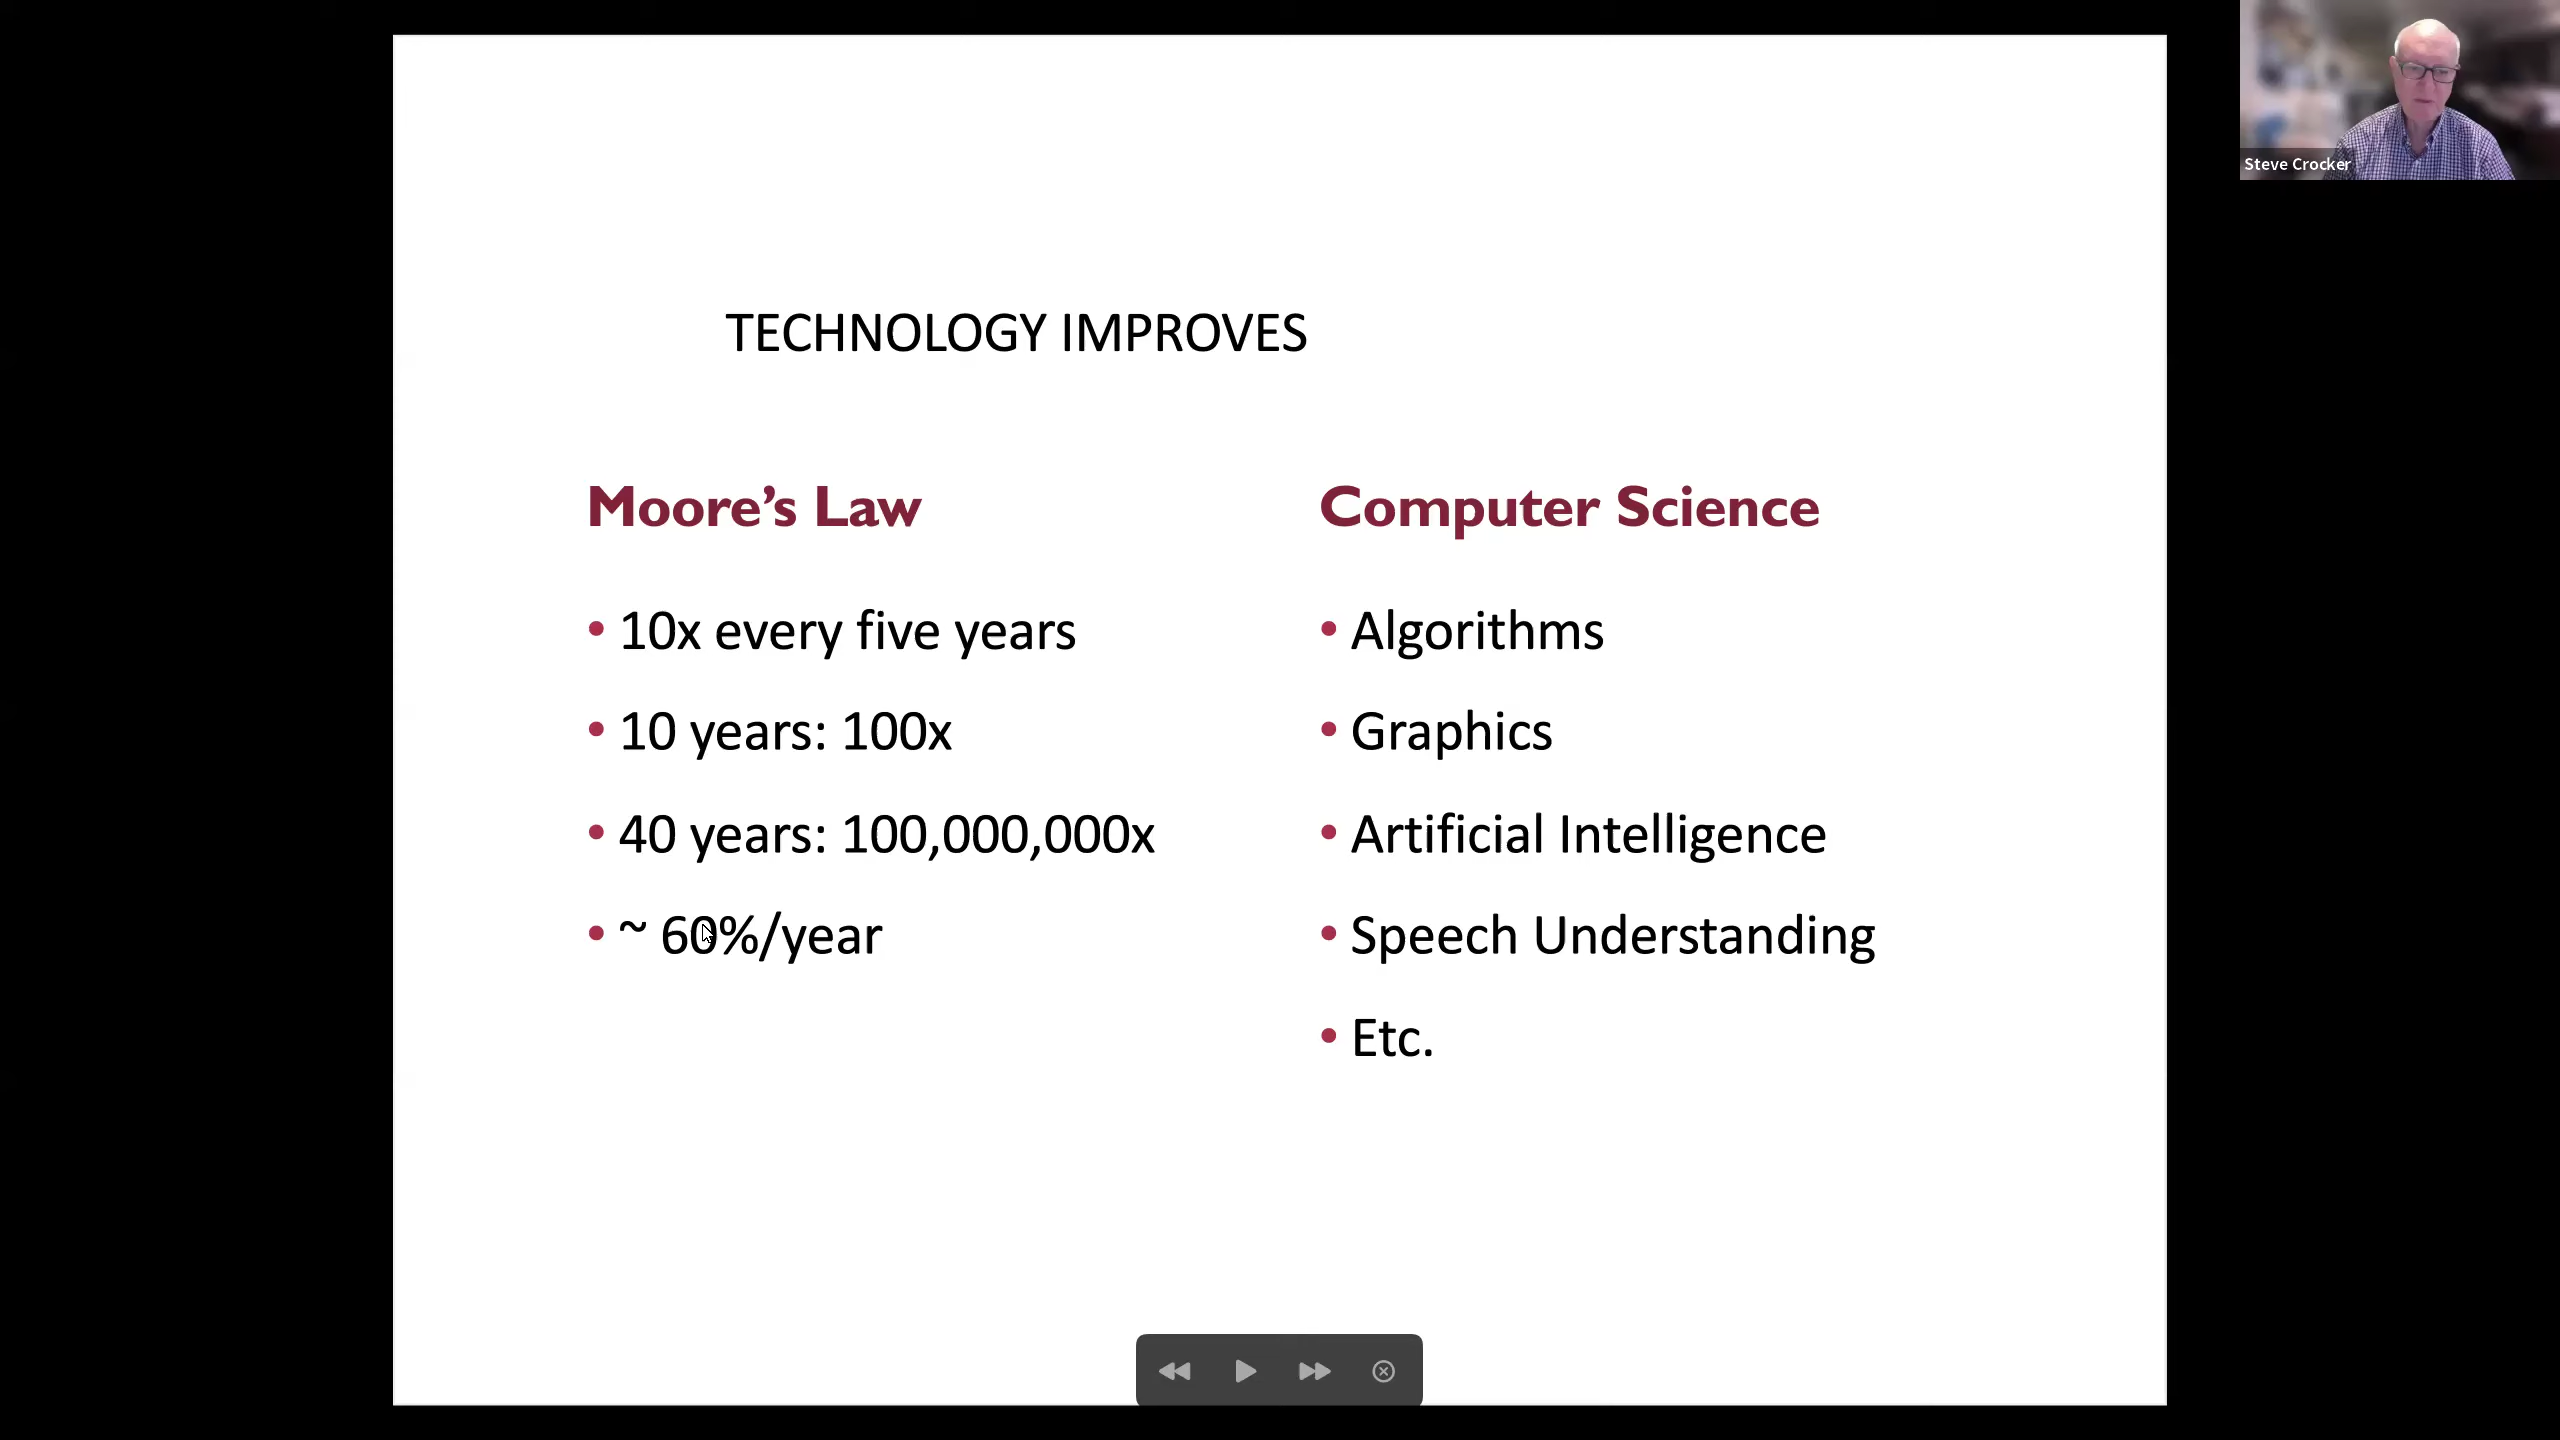 Steve Crocker
TECHNOLOGY IMPROVES
Moore’s Law
• 10x every five years
• 10 years: 100x
• 40 years: 100,000,000x
• ~ 60%/year
Computer Science
• Algorithms
• Graphics
• Artificial Intelligence
• Speech Understanding
• Etc.